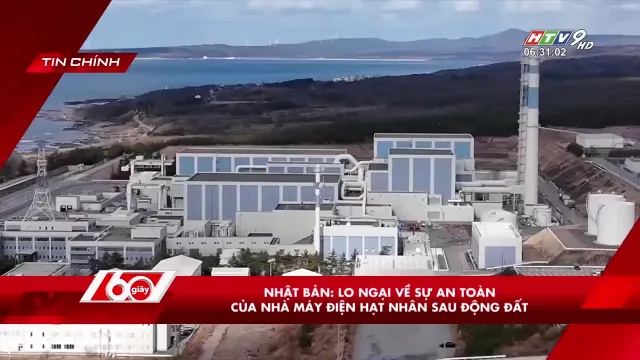 TIN CHÍNH
HTV9 HD
06:31:02
60 giây
NHẬT BẢN: LO NGẠI VỀ SỰ AN TOÀN
CỦA NHÀ MÁY ĐIỆN HẠT NHÂN SAU ĐỘNG ĐẤT